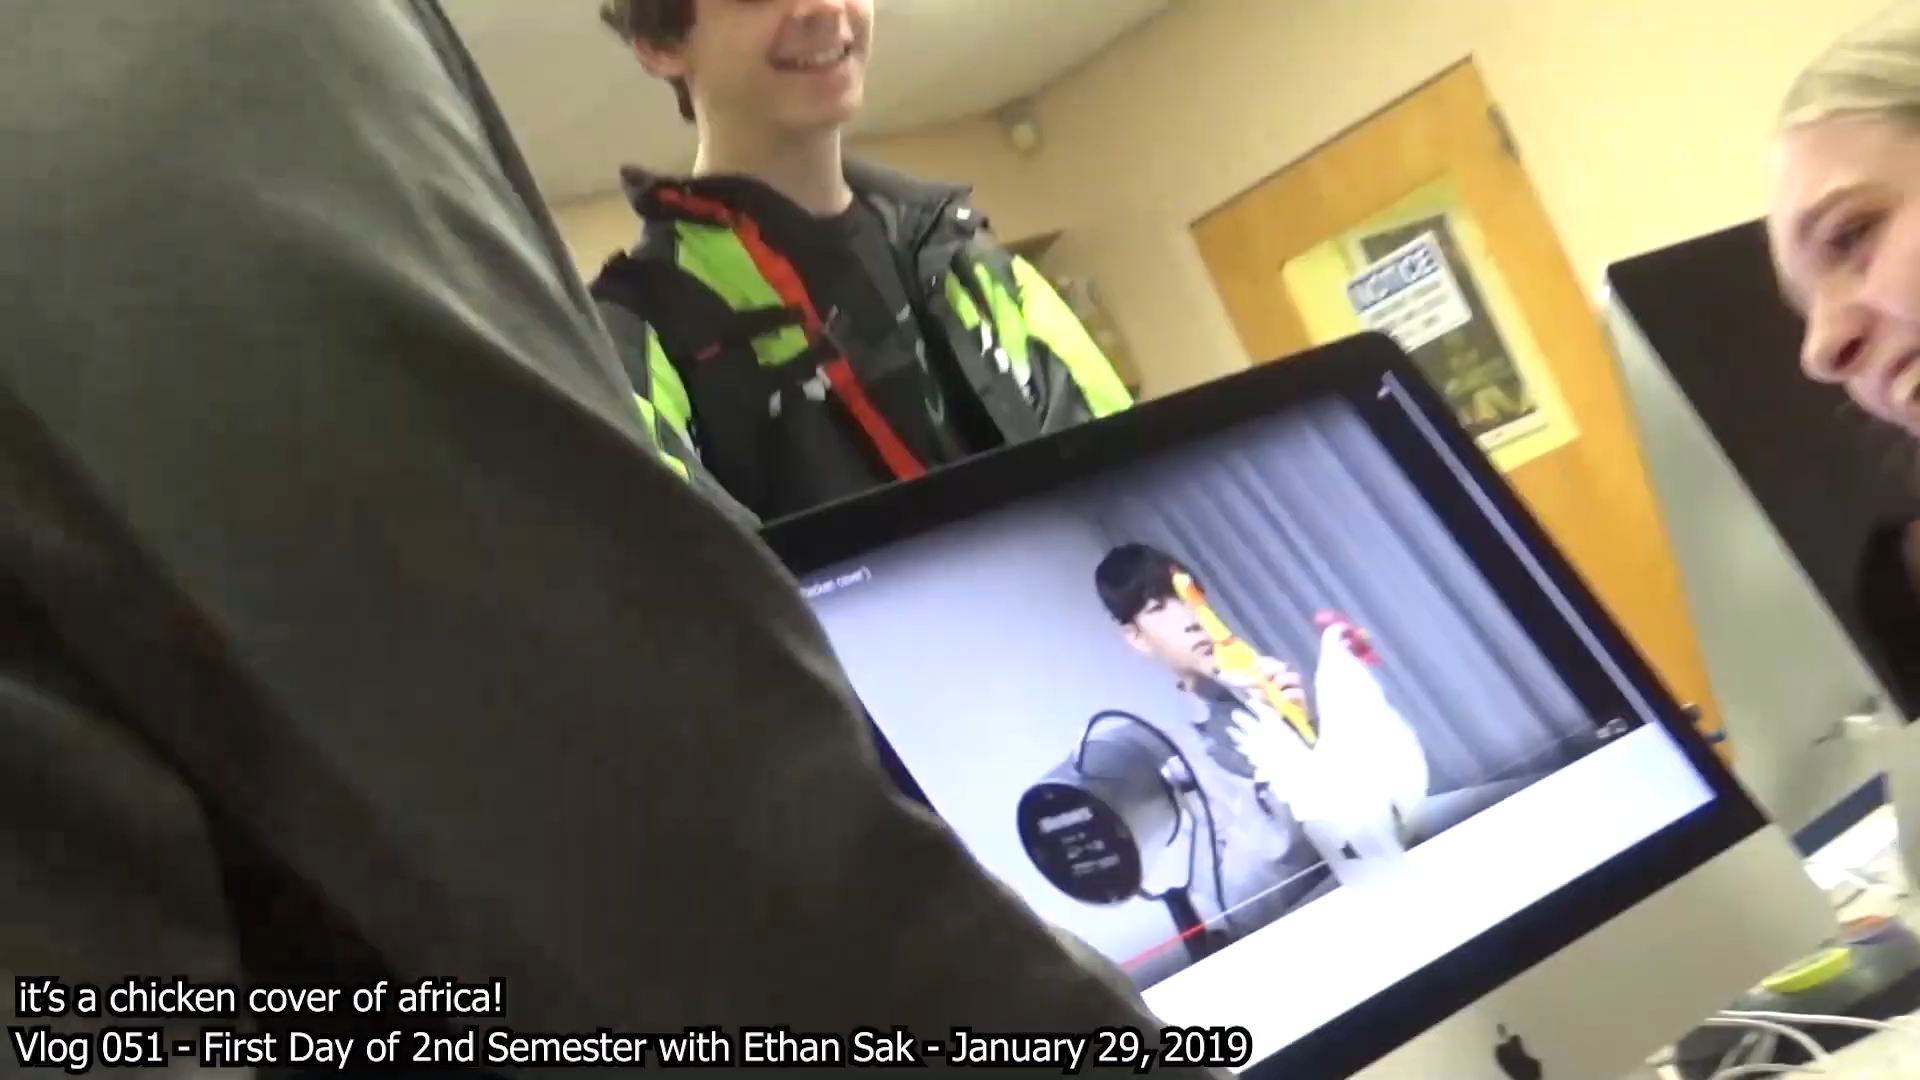 NOTICE
cover)
it's a chicken cover of africa!
Vlog 051 - First Day of 2nd Semester with Ethan Sak - January 29, 2019